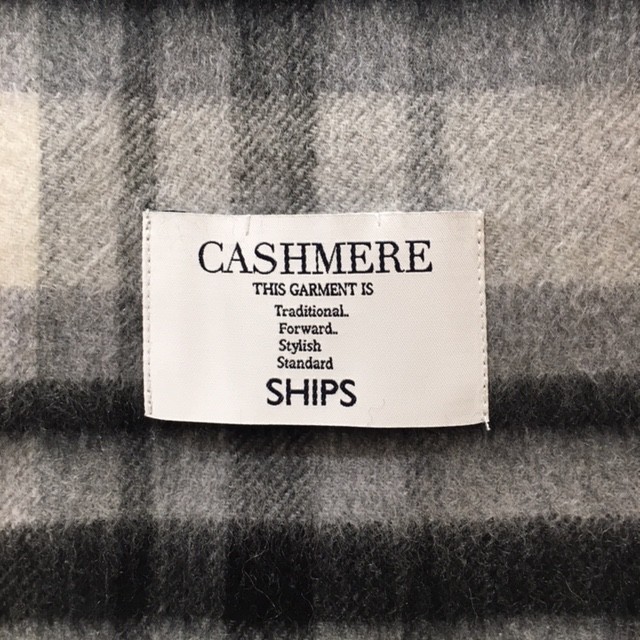 CASHMERE
THIS GARMENT IS
Traditional..
Forward..
Stylish
Standard
SHIPS